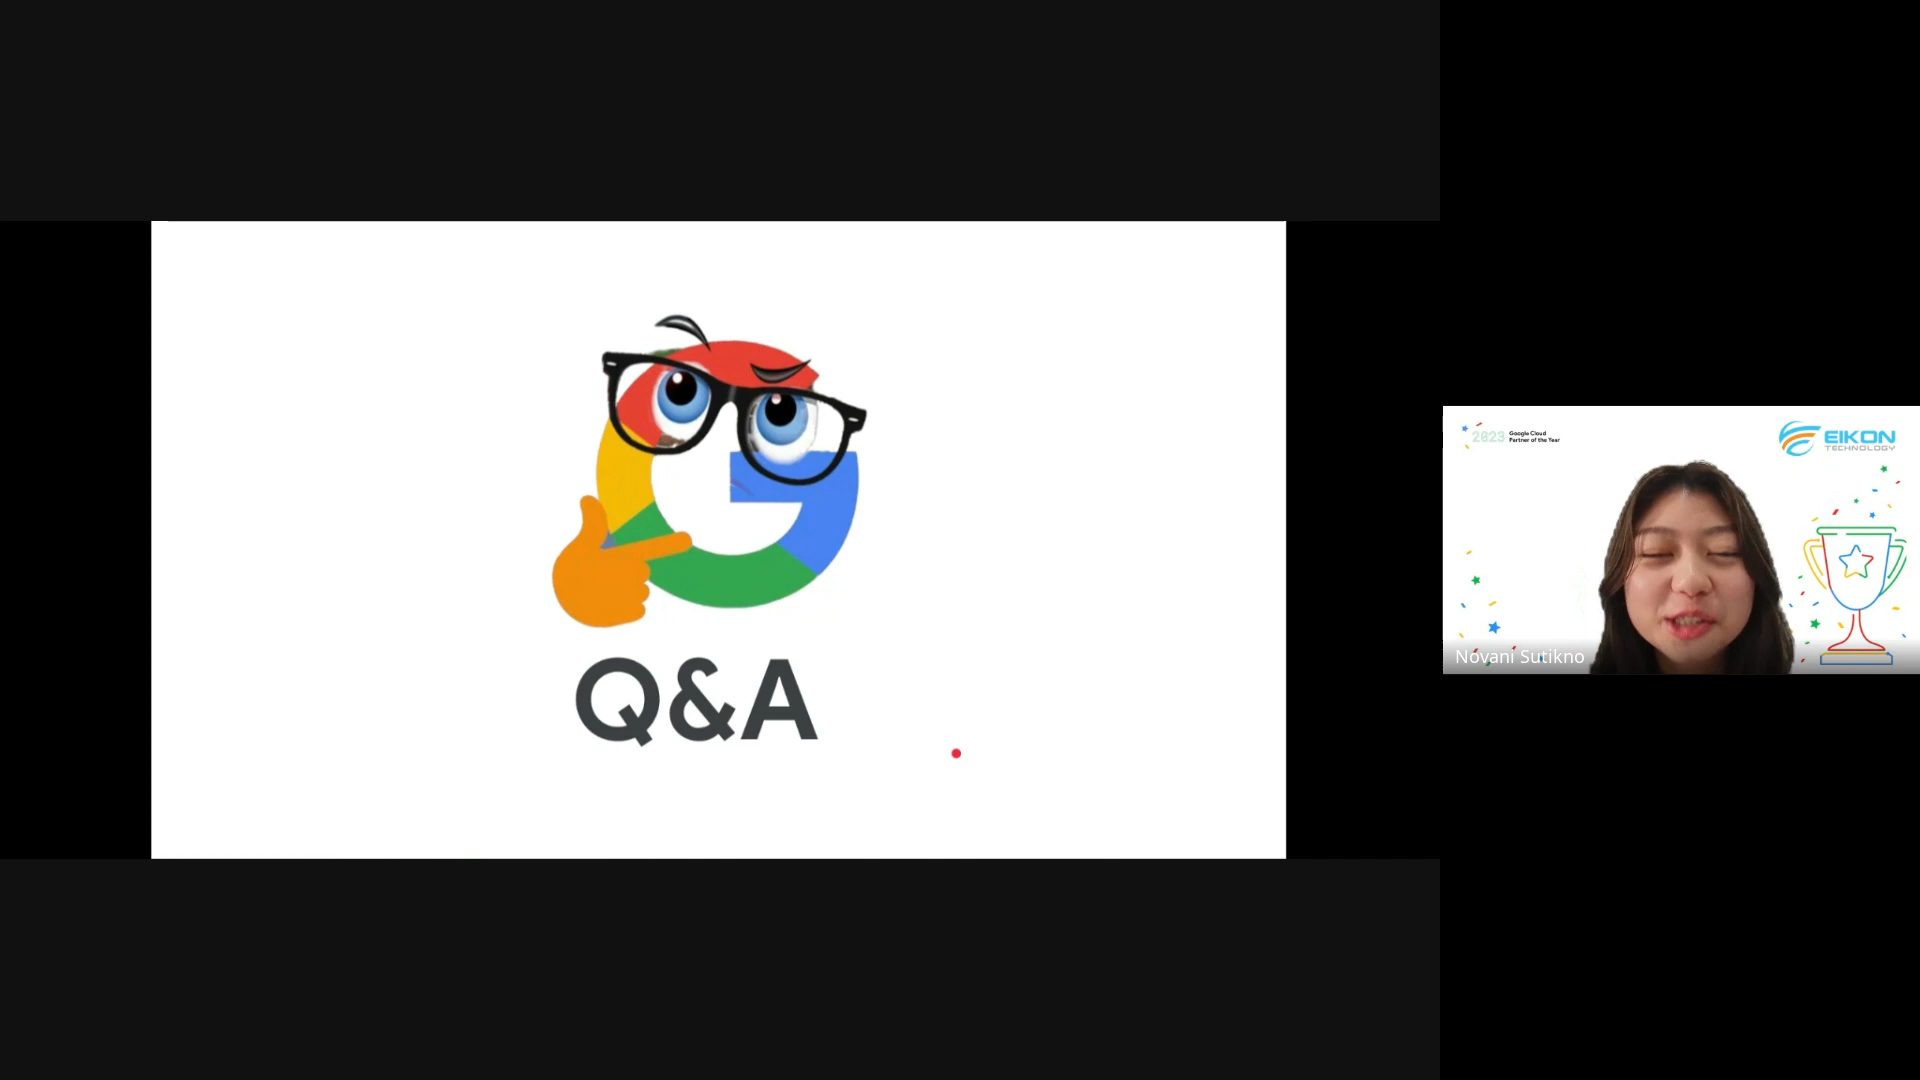 Q&A
2023 Google Cloud
Partner of the Year
EIKON
TECHNOLOGY
Novani Sutikno